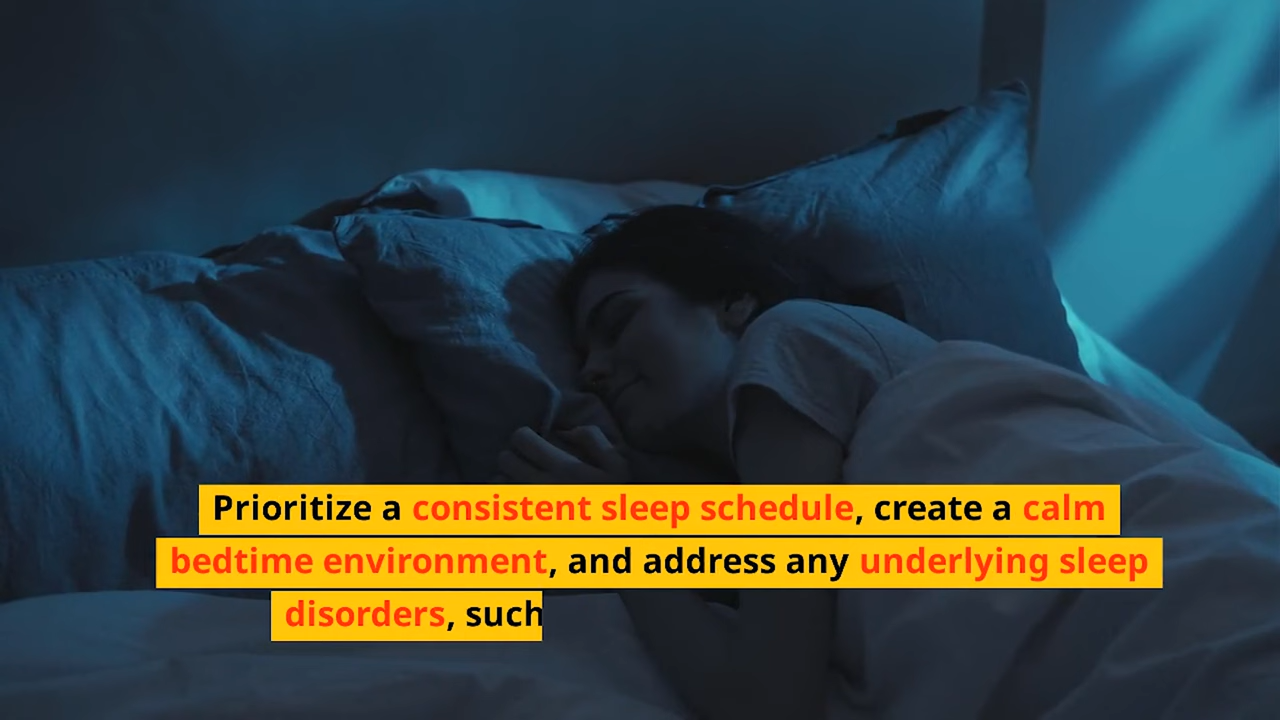 Prioritize a consistent sleep schedule, create a calm
bedtime environment, and address any underlying sleep
disorders, such